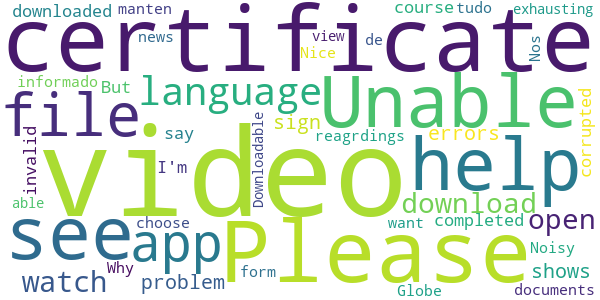 downloaded manten course tudo exhausting
certificate
news view de Nos
Nice
informado But language Unable
file sign say reagrdings errors corrupted
invalid video Downloadable help
I'm
able choose download
see app Please want completed open
Why Noisy
watch problem form shows
Globe documents